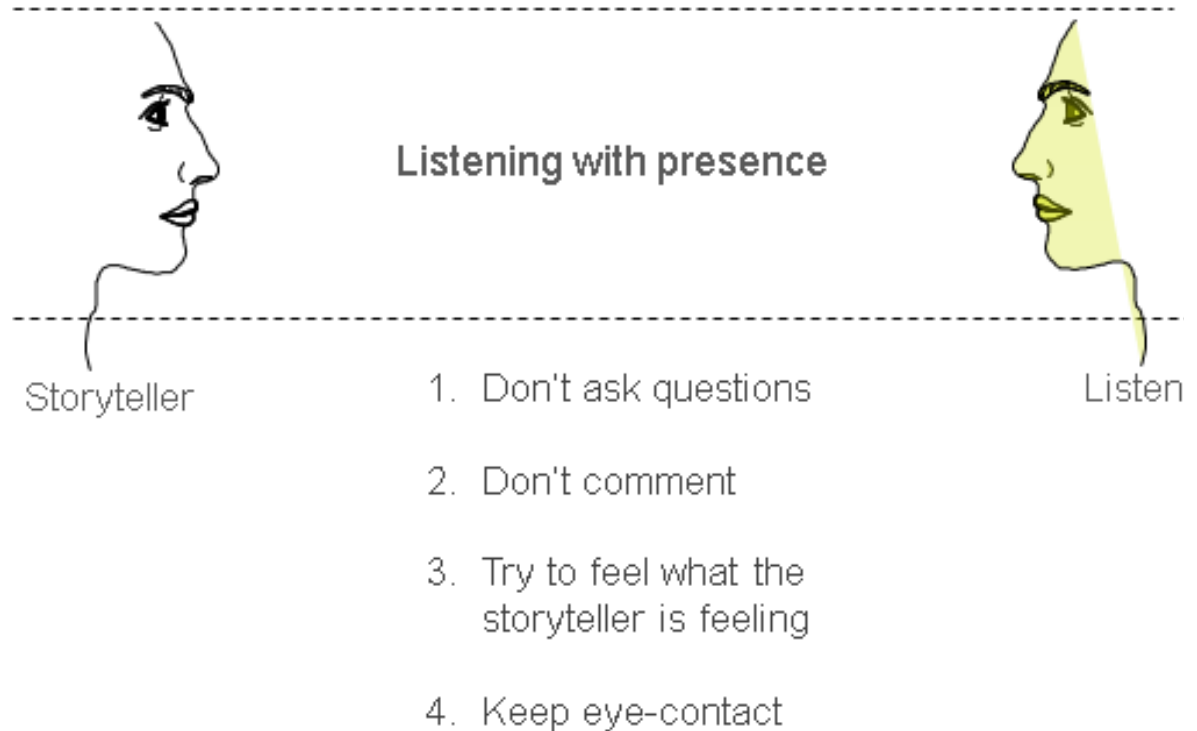 Listening with presence
Storyteller
Listen
1. Don't ask questions
2. Don't comment
3. Try to feel what the
storyteller is feeling
4. Keep eye-contact